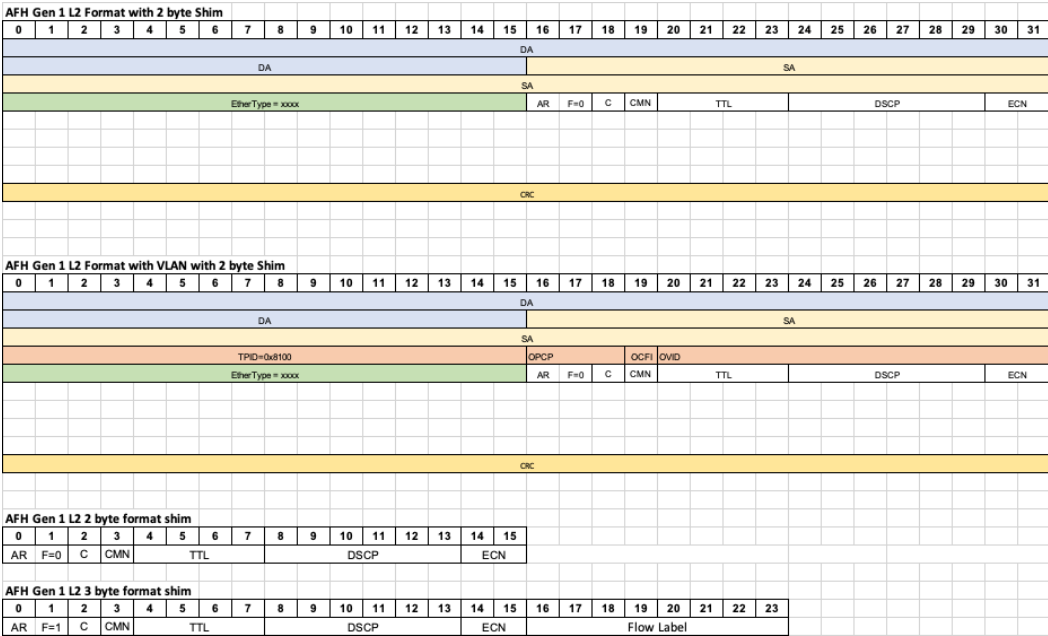 AFH Gen 1 L2 Format with 2 byte Shim
0 1 2 3 4 5 6 7 8 9 10 11 12 13 14 15 16 17 18 19 20 21 22 23 24 25 26 27 28 29 30 31
DA
DA SA
SA
EtherType = xxxx AR F=0 C CMN TTL DSCP ECN
CRC
AFH Gen 1 L2 Format with VLAN with 2 byte Shim
0 1 2 3 4 5 6 7 8 9 10 11 12 13 14 15 16 17 18 19 20 21 22 23 24 25 26 27 28 29 30 31
DA
DA SA
SA
TPID=0x8100 OPCP OCFI OVID
EtherType = xxxx AR F=0 C CMN TTL DSCP ECN
CRC
AFH Gen 1 L2 2 byte format shim
0 1 2 3 4 5 6 7 8 9 10 11 12 13 14 15
AR F=0 C CMN TTL DSCP ECN
AFH Gen 1 L2 3 byte format shim
0 1 2 3 4 5 6 7 8 9 10 11 12 13 14 15 16 17 18 19 20 21 22 23
AR F=1 C CMN TTL DSCP ECN Flow Label